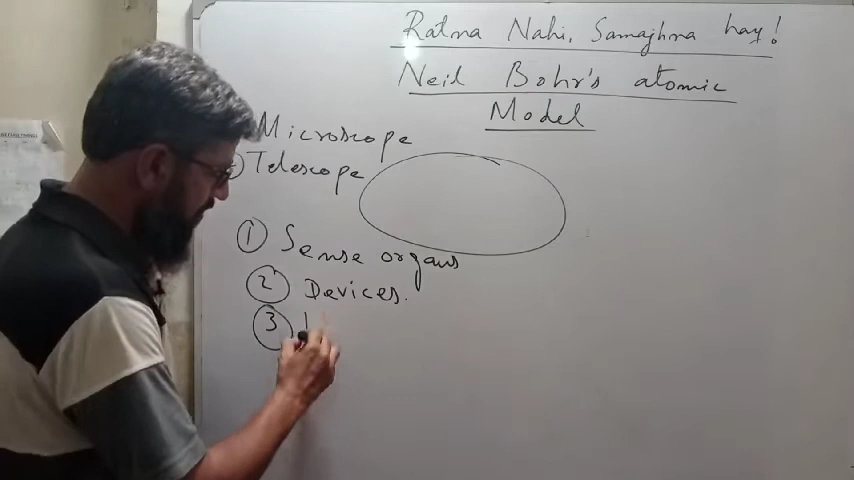 Ratna Nahi, Samajhna hay!
Neil Bohr's atomic
Model
Microscope
Telescope
① Sense organs
② Devices.
③